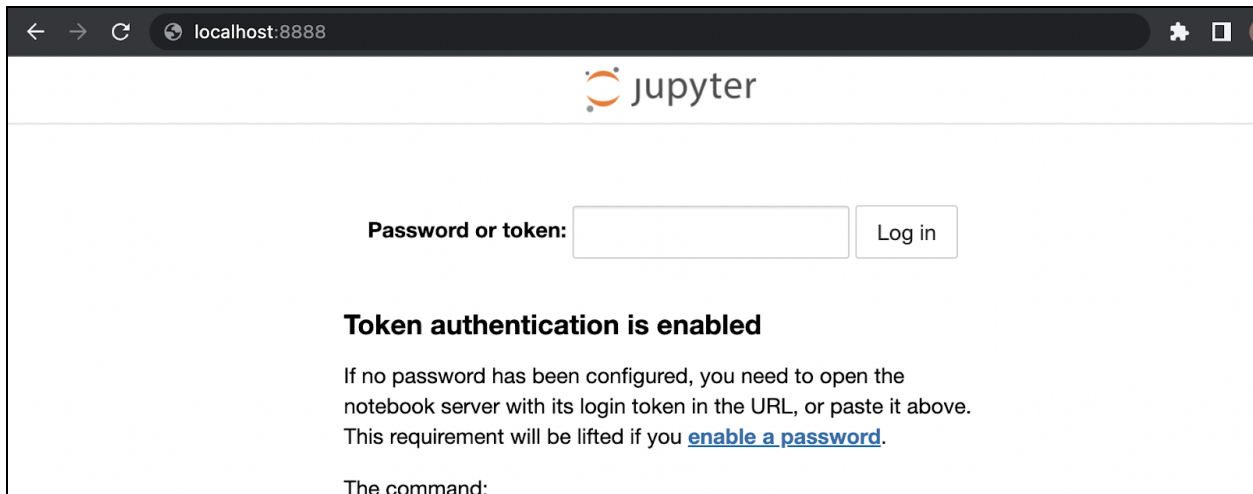 localhost:8888
jupyter
Password or token:
Log in
Token authentication is enabled
If no password has been configured, you need to open the
notebook server with its login token in the URL, or paste it above.
This requirement will be lifted if you enable a password.
The command: